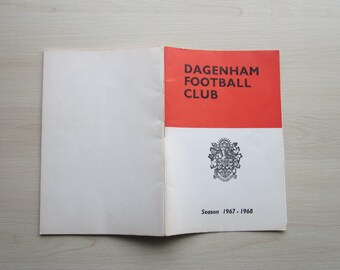 DAGENHAM
FOOTBALL
CLUB
Season 1967 - 1968